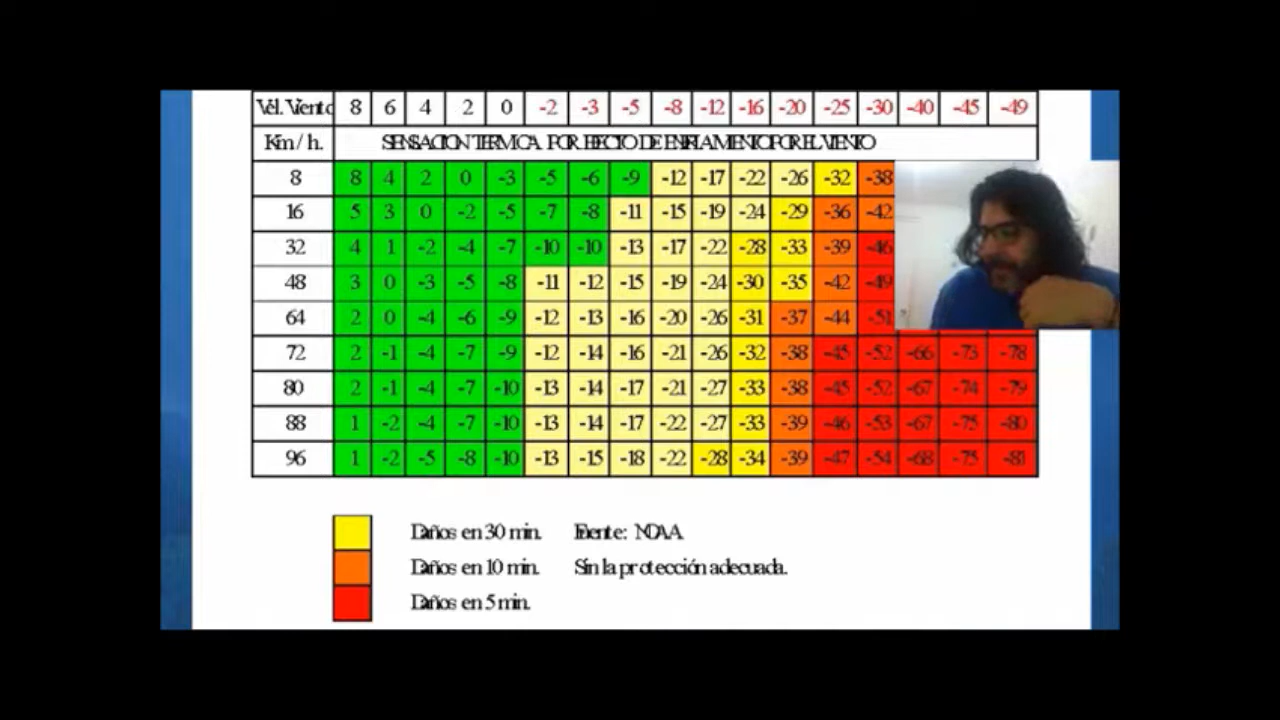 Vel. Viento 8 6 4 2 0 -2 -3 -5 -8 -12 -16 -20 -25 -30 -40 -45 -49
Km / h. SENSACION TERMICA POR EFECTO DE ENFRIAMIENTO POR EL VIENTO
8 8 4 2 0 -3 -5 -6 -9 -12 -17 -22 -26 -32 -38
16 5 3 0 -2 -5 -7 -8 -11 -15 -19 -24 -29 -36 -42
32 4 1 -2 -4 -7 -10 -10 -13 -17 -22 -28 -33 -39 -46
48 3 0 -3 -5 -8 -11 -12 -15 -19 -24 -30 -35 -42 -49
64 2 0 -4 -6 -9 -12 -13 -16 -20 -26 -31 -37 -44 -51
72 2 -1 -4 -7 -9 -12 -14 -16 -21 -26 -32 -38 -45 -52 -66 -73 -78
80 2 -1 -4 -7 -10 -13 -14 -17 -21 -27 -33 -38 -45 -52 -67 -74 -79
88 1 -2 -4 -7 -10 -13 -14 -17 -22 -27 -33 -39 -46 -53 -67 -75 -80
96 1 -2 -5 -8 -10 -13 -15 -18 -22 -28 -34 -39 -47 -54 -68 -75 -81
Daños en 30 min. Fuente: NOAA
Daños en 10 min. Sin la protección adecuada.
Daños en 5 min.